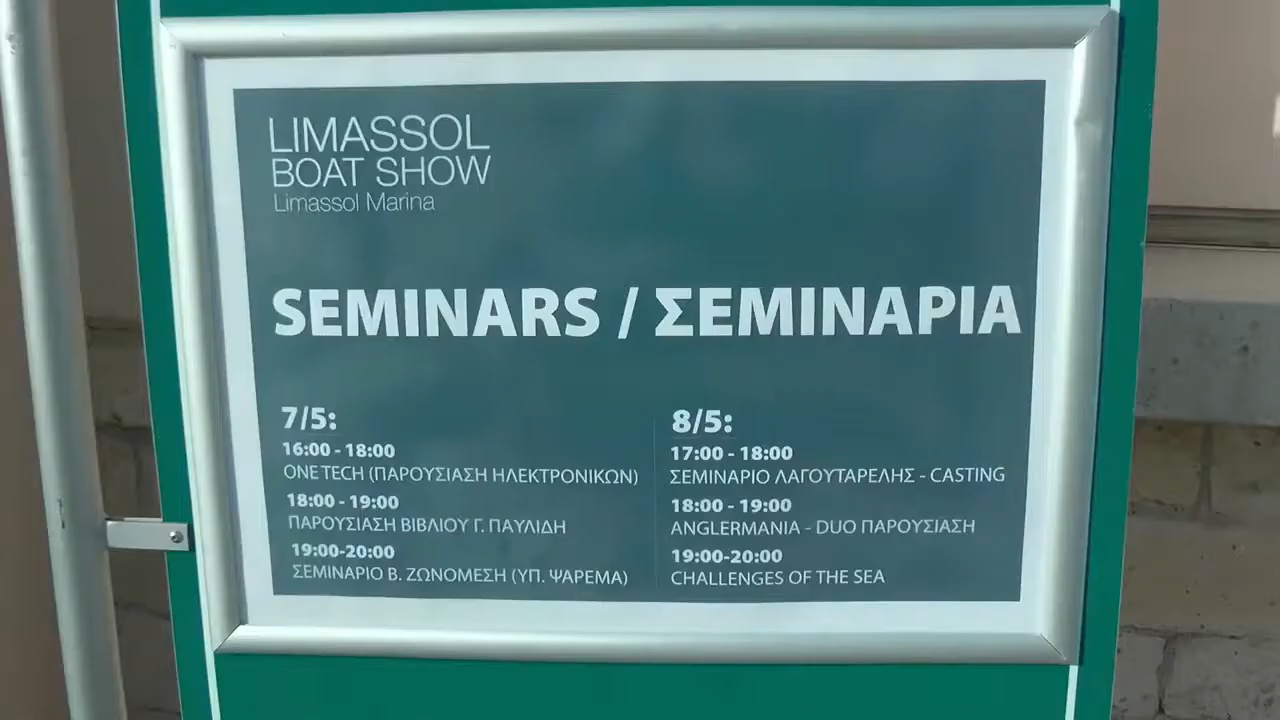 LIMASSOL
BOAT SHOW
Limassol Marina
SEMINARS / ΣΕΜΙΝΑΡΙΑ
7/5:
16:00 - 18:00
ONE TECH (ΠΑΡΟΥΣΙΑΣΗ ΗΛΕΚΤΡΟΝΙΚΩΝ)
18:00 - 19:00
ΠΑΡΟΥΣΙΑΣΗ ΒΙΒΛΙΟΥ Γ. ΠΑΥΛΙΔΗ
19:00-20:00
ΣΕΜΙΝΑΡΙΟ Β. ΖΩΝΟΜΕΣΗ (ΥΠ. ΨΑΡΕΜΑ)
8/5:
17:00 - 18:00
ΣΕΜΙΝΑΡΙΟ ΛΑΓΟΥΤΑΡΕΛΗΣ - CASTING
18:00 - 19:00
ANGLERMANIA - DUO ΠΑΡΟΥΣΙΑΣΗ
19:00-20:00
CHALLENGES OF THE SEA